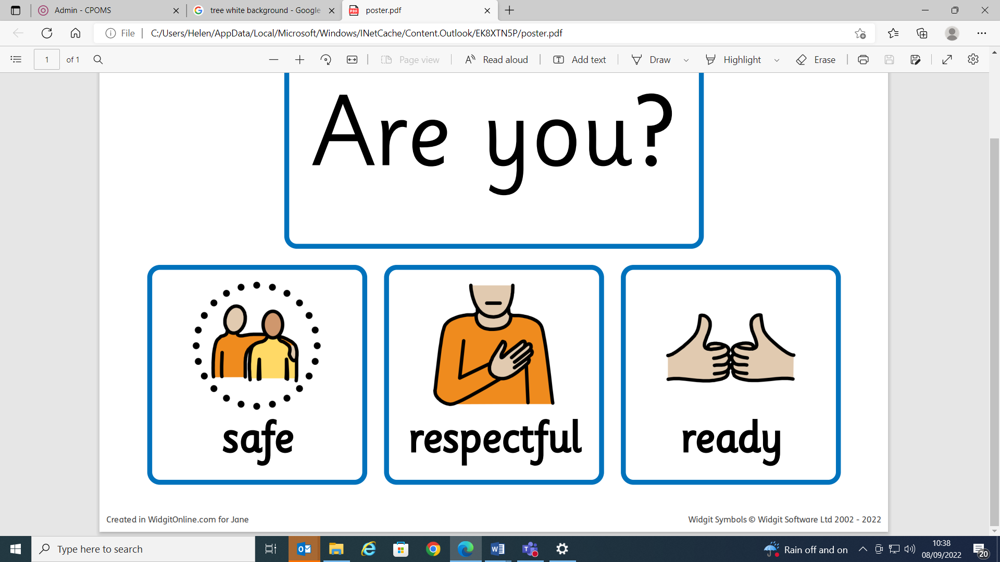 Admin - CPOMS
tree white background - Google
poster.pdf
File
C:/Users/Helen/AppData/Local/Microsoft/Windows/INetCache/Content.Outlook/EK8XTN5P/poster.pdf
1 of 1
Page view
Read aloud
Add text
Draw
Highlight
Erase
Are you?
safe
respectful
ready
Created in WidgitOnline.com for Jane
Widgit Symbols © Widgit Software Ltd 2002 - 2022
Type here to search
Rain off and on
10:38
08/09/2022
20